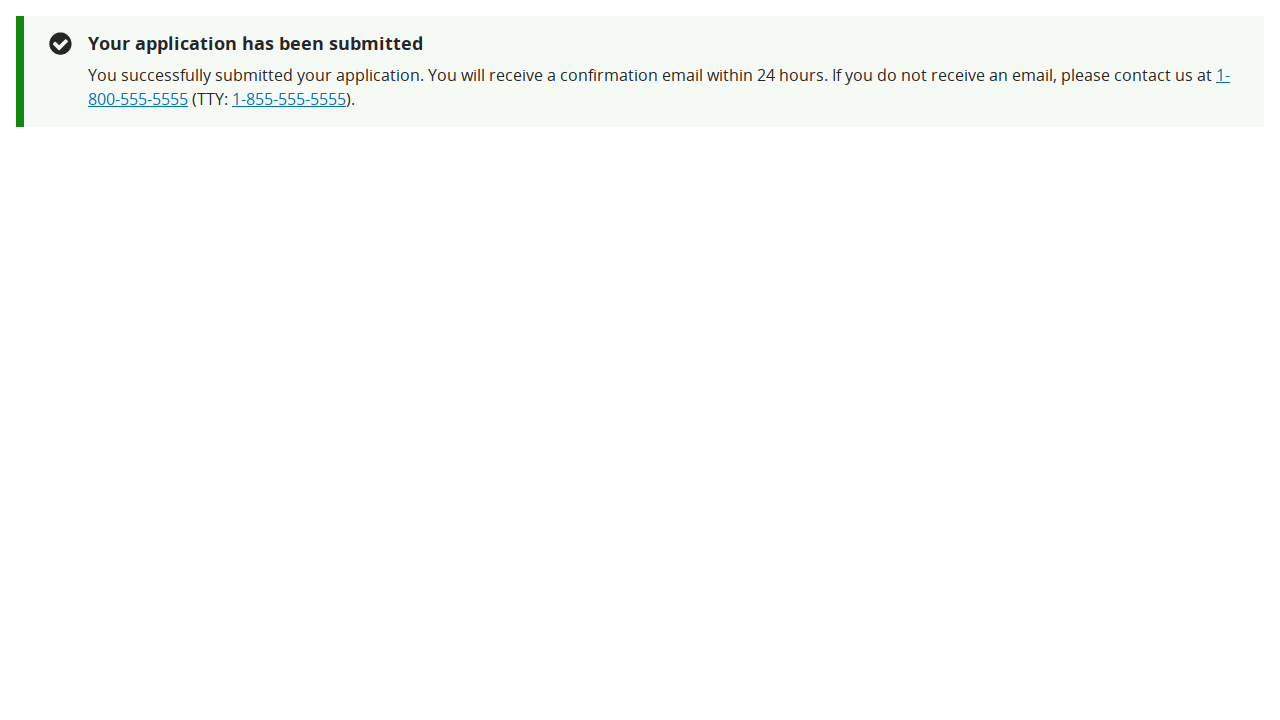 Your application has been submitted
You successfully submitted your application. You will receive a confirmation email within 24 hours. If you do not receive an email, please contact us at 1-
800-555-5555 (TTY: 1-855-555-5555).